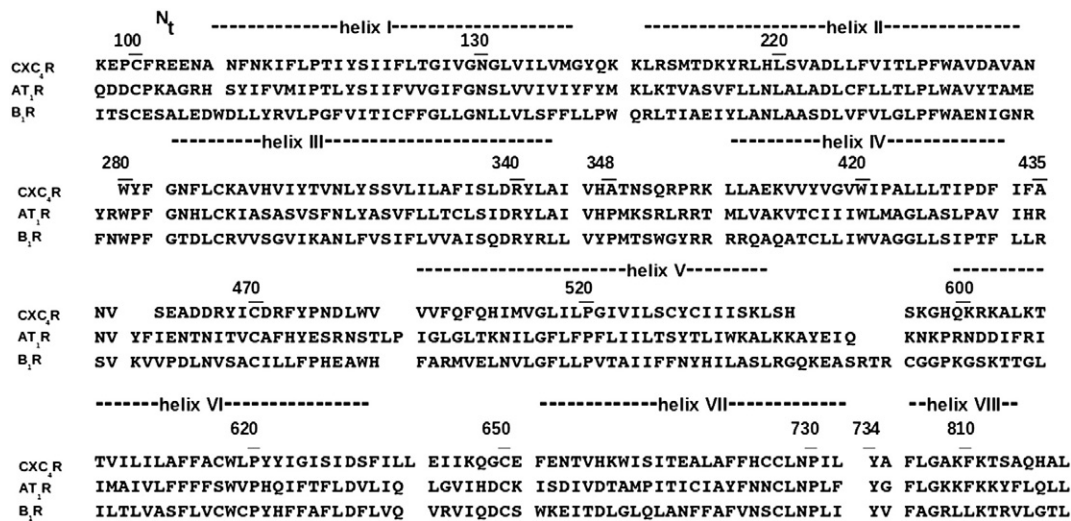 Nt ---------------helix I--------------------- ---------------helix II---------------
100 130 220
CXC4R KEPCFREENA NFNKIFLPTIYSIIFLTGIVGNGLVILVMGYQK KLRSMTDKYRLHLSVADLLFVITLPFWAVDAVAN
AT1R QDDCPKAGRH SYIFVMIPTLYSIIFVVGIFGNSLVVIVIYFYM KLKTVASVFLLNLALADLCFLLTLPLWAVYTAME
B1R ITSCESALEDWDLLYRVLPGFVITICFFGLLGNLLVLSFFLLPW QRLTIAEIYLANLAASDLVFVLGLPFWAENIGNR
-----------helix III--------------------------- ---------------helix IV---------------
280 340 348 420 435
CXC4R WYF GNFLCKAVHVIYTVNLYSSVLILAFISLDRYLAI VHATNSQRPRK LLAEKVVYVGVWIPALLLTIPDF IFA
AT1R YRWPF GNHLCKIASASVSFNLYASVFLLTCLSIDRYLAI VHPMKSRLRRT MLVAKVTCIIIWLMAGLASLPAV IHR
B1R FNWPF GTDLCRVVSGVIKANLFVSIFLVVAISQDRYRLL VYPMTSWGYRR RRQAQATCLLIWVAGGLLSIPTF LLR
---------------------------helix V---------- -----------
470 520 600
CXC4R NV SEADDRYICDRFYPNDLWV VVFQFQHIMVGLILPGIVILSCYCIIISKLSH SKGHQKRKALKT
AT1R NV YFIENTNITVCAFHYESRNSTLP IGLGLTKNILGFLFPFLIILTSYTLIWKALKKAYEIQ KNKPRNDDIFRI
B1R SV KVVPDLNVSACILLFPHEAWH FARMVELNVLGFLLPVTAIIFFNYHILASLRGQKEASRTRC CGGPKGSKTTGL
-------helix VI-------------------- --------------helix VII------------- -----helix VIII-----
620 650 730 734 810
CXC4R TVILILAFFACWLPYYIGISIDSFILL EIIKQGCE FENTVHKWISITEALAFFHCCLNPIL YA FLGAKFKTSAQHAL
AT1R IMAIVLFFFFSWVPHQIFTFLDVLIQ LGVIHDCK ISDIVDTAMPITICIAYFNNCLNPLF YG FLGKKFKKYFLQLL
B1R ILTLVASFLVCWCPYHFFAFLDFLVQ VRVIQDCS WKEITDLGLQLANFFAFVNSCLNPLI YV FAGRLLKTRVLGTL